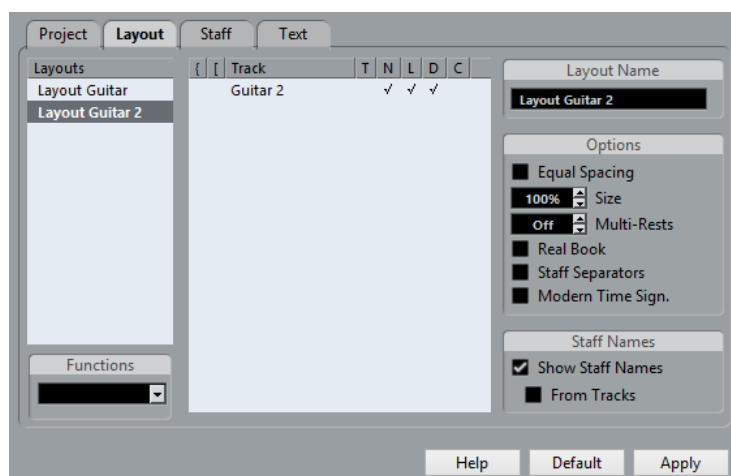 Project Layout Staff Text
Layouts
Layout Guitar
Layout Guitar 2
Functions
{ [ Track T N L D C
Guitar 2 √ √ √
Layout Name
Layout Guitar 2
Options
Equal Spacing
100% Size
Off Multi-Rests
Real Book
Staff Separators
Modern Time Sign.
Staff Names
Show Staff Names
From Tracks
Help Default Apply